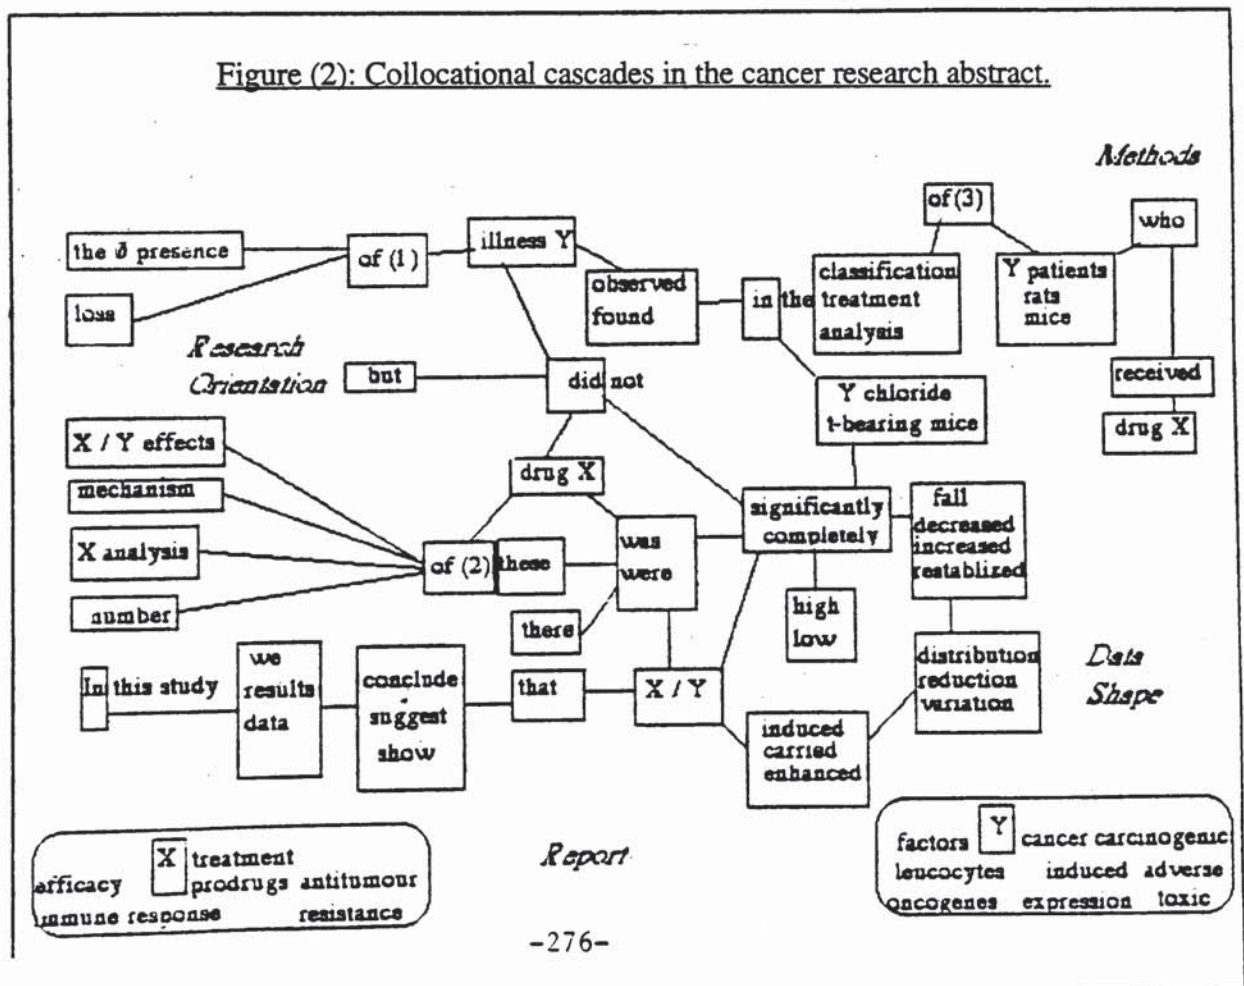 Figure (2): Collocational cascades in the cancer research abstract.
Methods
of (3)
who
the ∅ presence
of (1)
illness Y
loss
observed
found
in the
classification
treatment
analysis
Y patients
rats
mice
Research
Orientation
but
did not
received
drug X
Y chloride
t-bearing mice
X / Y effects
mechanism
X analysis
number
drug X
of (2) these
was
were
there
significantly
completely
fall
decreased
increased
restablized
high
low
In this study
we
results
data
conclude
suggest
show
that
X / Y
induced
carried
enhanced
distribution
reduction
variation
Data
Shape
Report
X treatment
efficacy prodrugs antitumour
immune response resistance
factors Y cancer carcinogenic
leucocytes induced adverse
oncogenes expression toxic
-276-